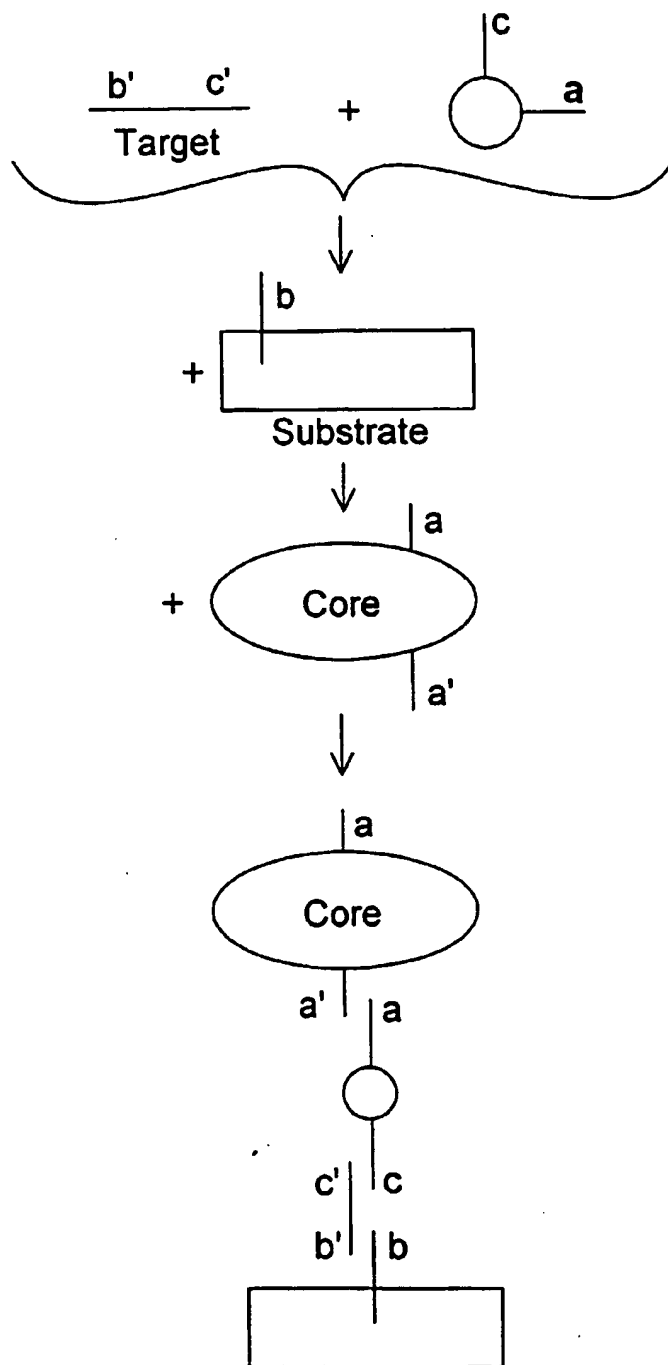 c
b' c' + a
Target
b
+
Substrate
a
+ Core
a'
a
Core
a' a
c' c
b' b